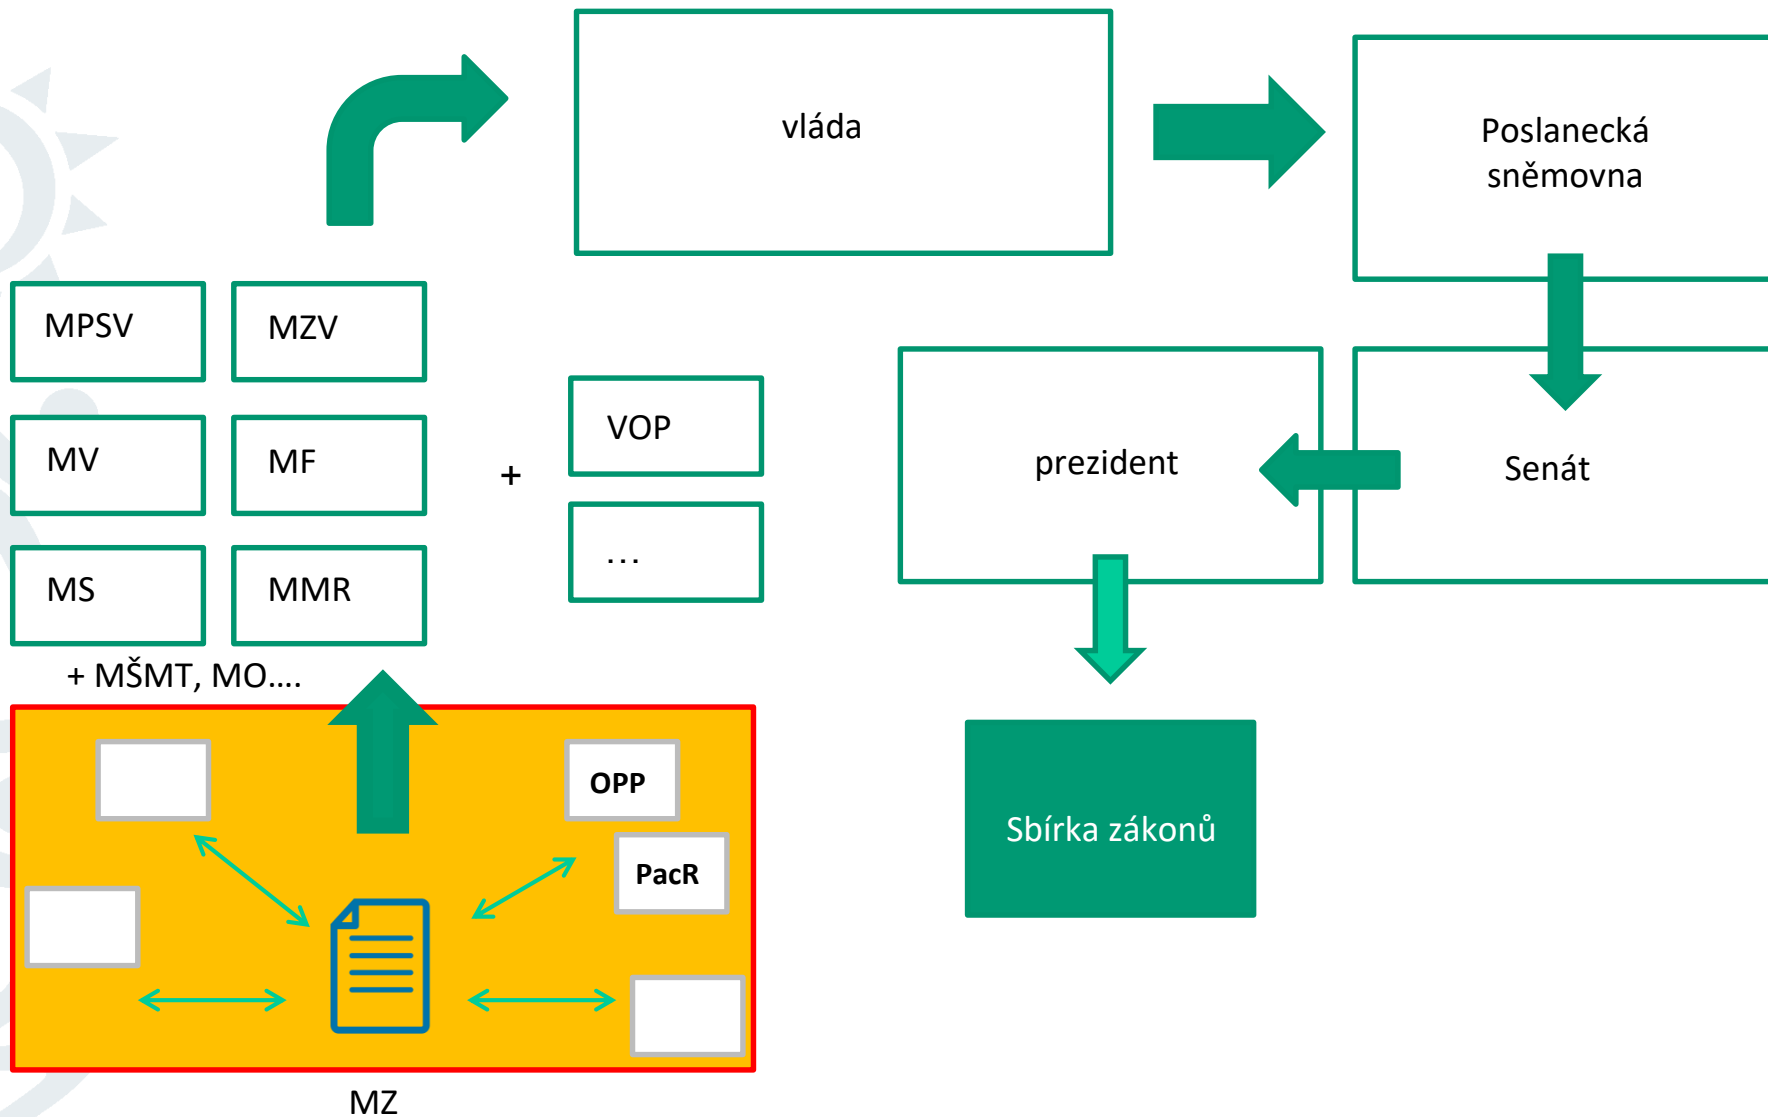 vláda
Poslanecká
sněmovna
MPSV
MZV
MV
MF
MS
MMR
+ MŠMT, MO....
+
VOP
...
prezident
Senát
OPP
PacR
MZ
Sbírka zákonů